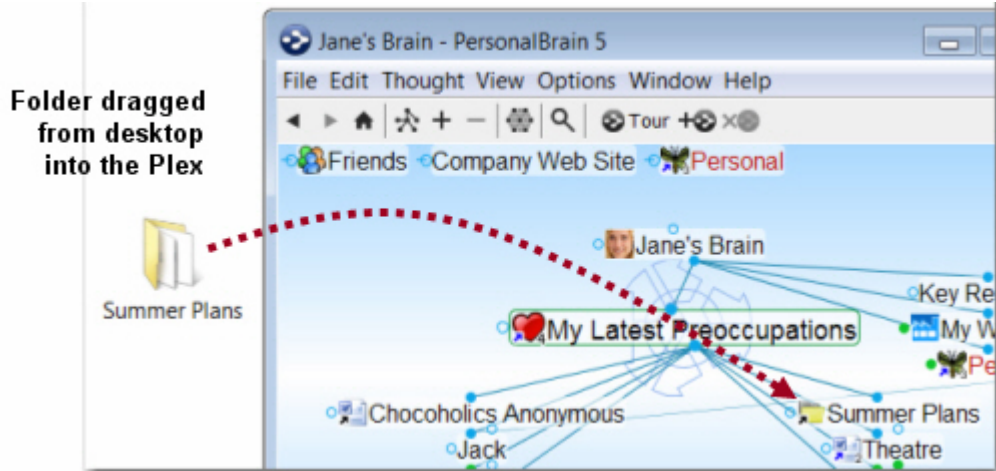 Jane's Brain - PersonalBrain 5
File Edit Thought View Options Window Help
Tour
Folder dragged
from desktop
into the Plex
Friends Company Web Site Personal
Summer Plans
Jane's Brain
Key Re
My Latest Preoccupations
My W
Pe
Chocoholics Anonymous
Summer Plans
Jack
Theatre